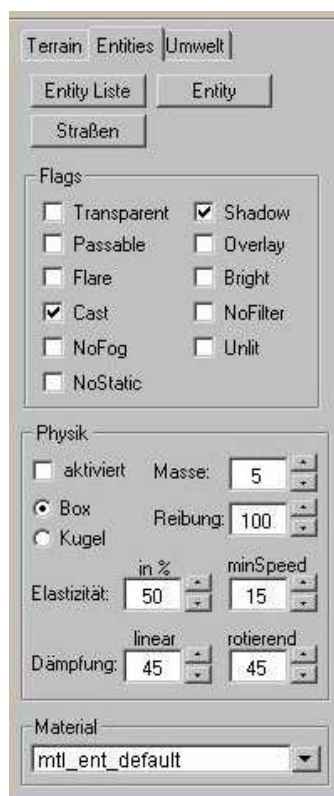 Terrain Entities Umwelt
Entity Liste Entity
Straßen
Flags
Transparent Shadow
Passable Overlay
Flare Bright
Cast NoFilter
NoFog Unlit
NoStatic
Physik
aktiviert Masse: 5
Box Reibung: 100
Kugel
in % minSpeed
Elastizität: 50 15
linear rotierend
Dämpfung: 45 45
Material
mtl_ent_default